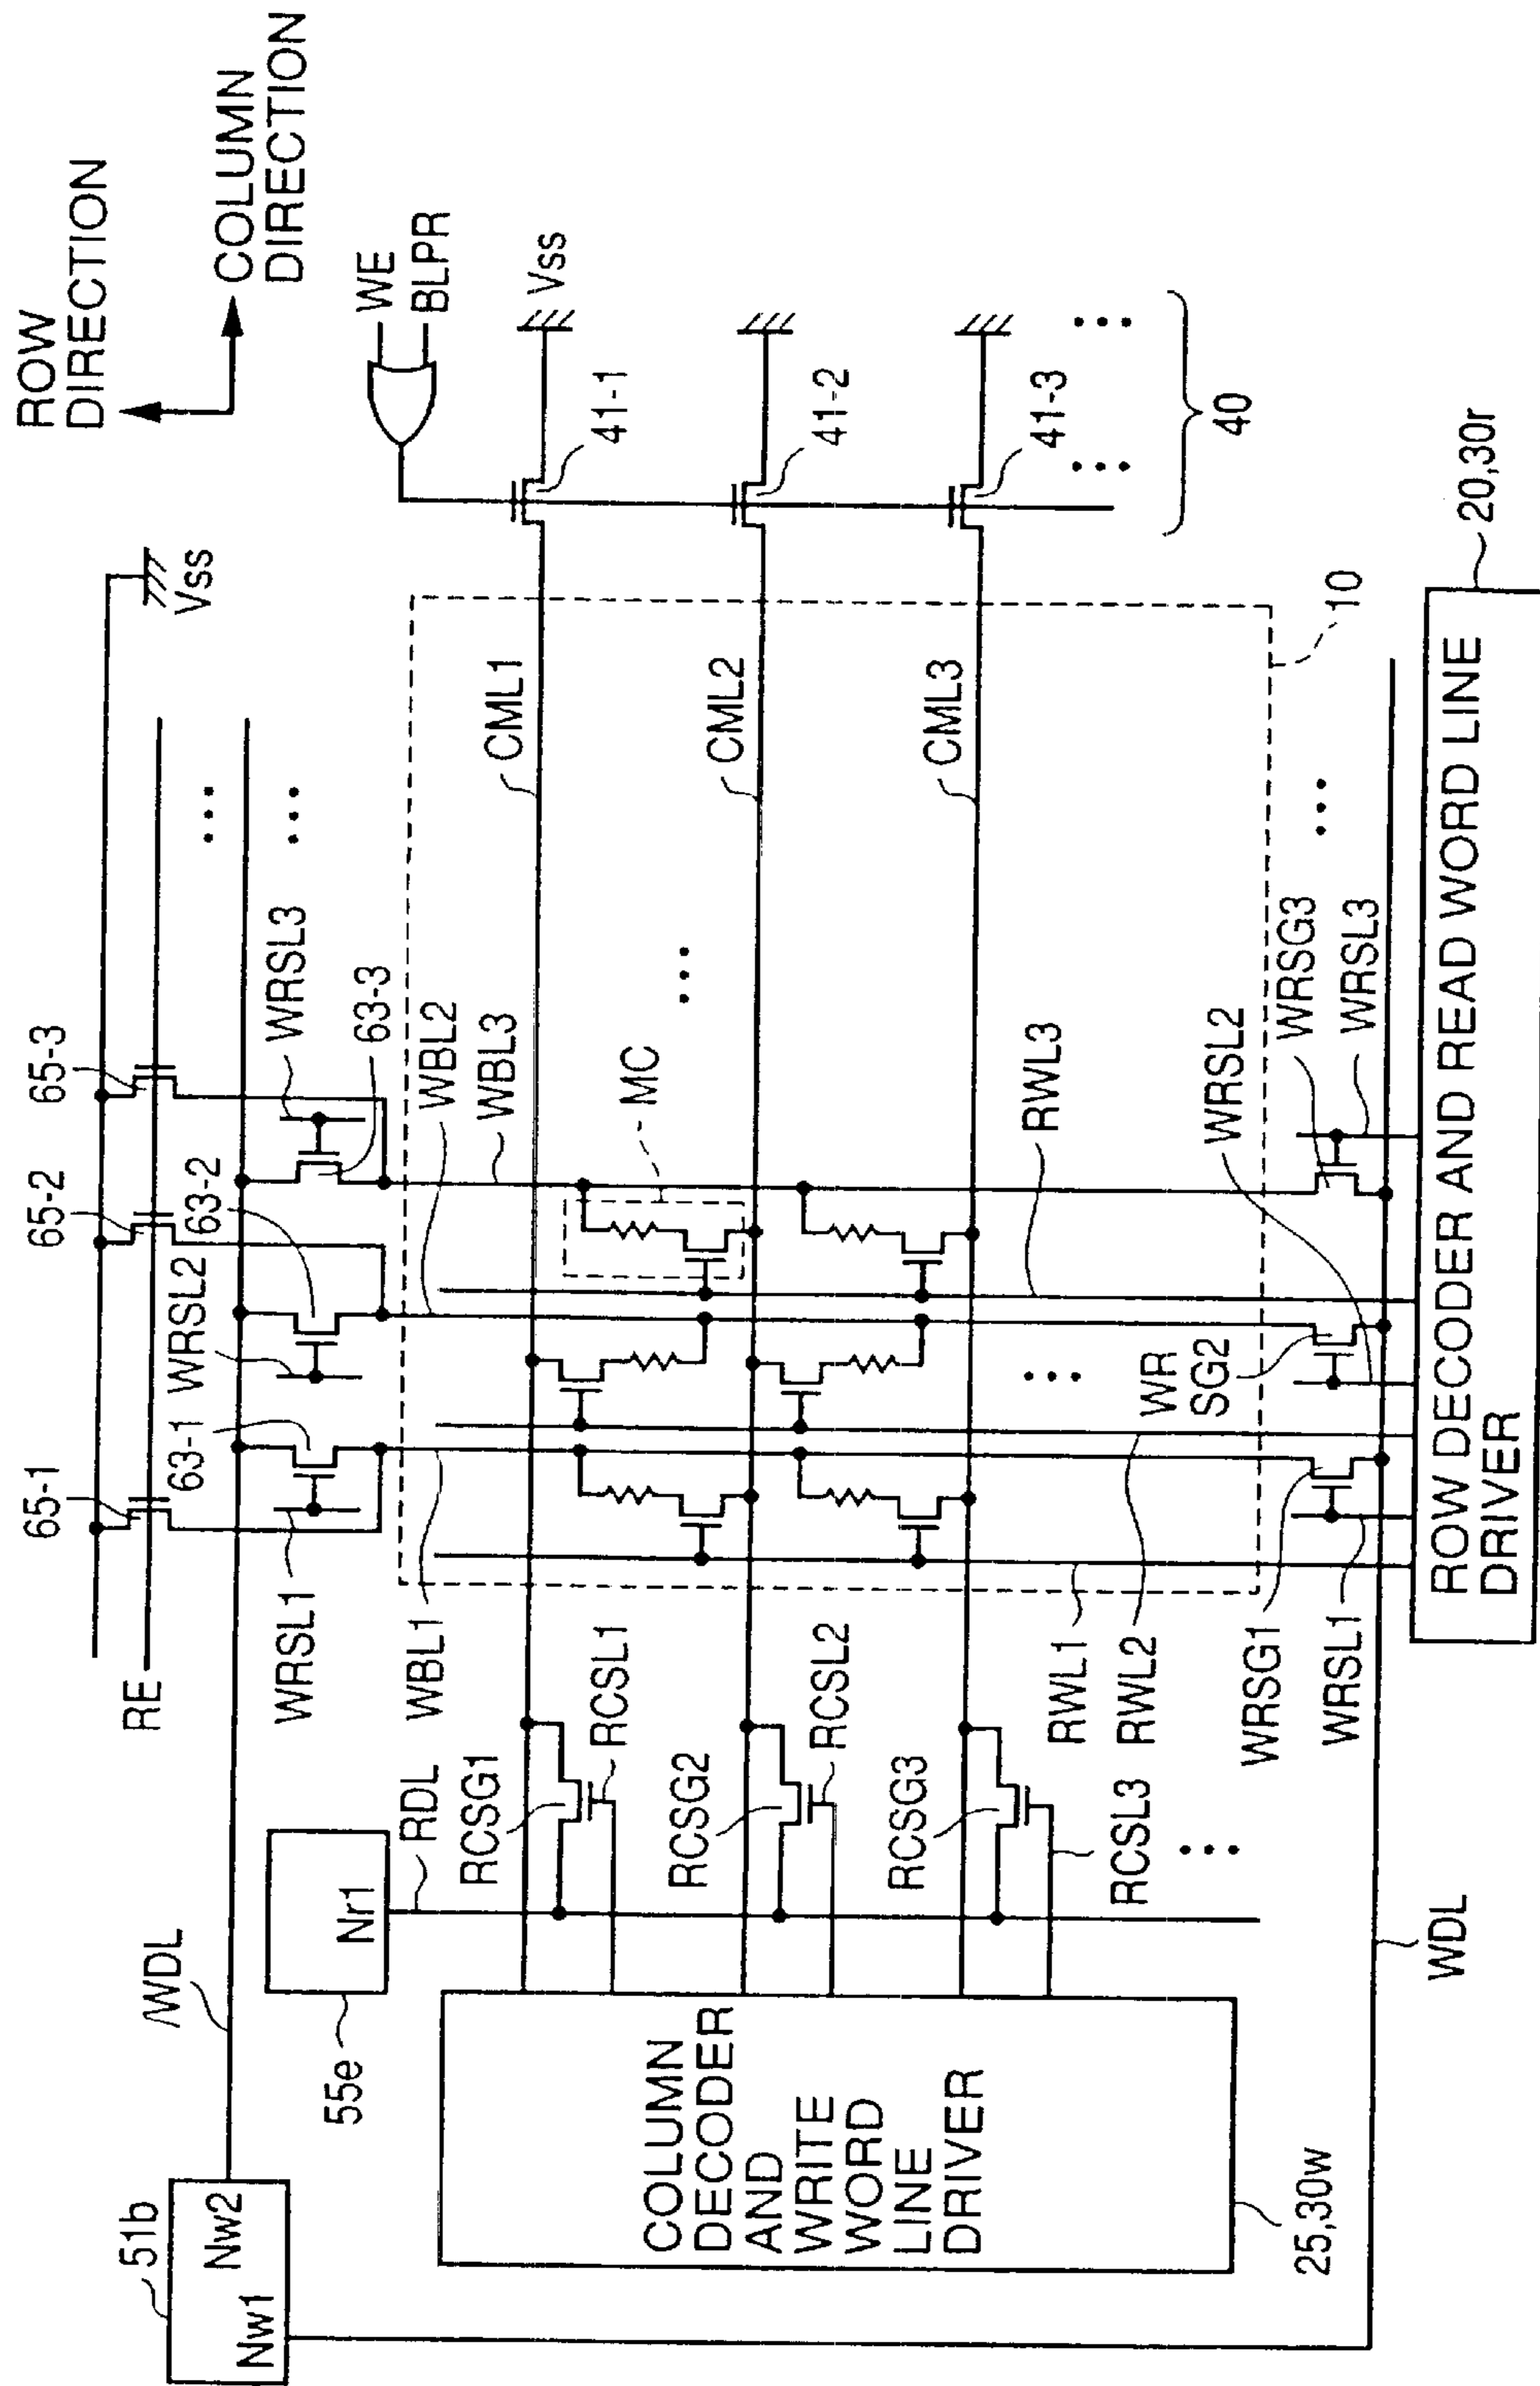 ROW
DIRECTION
COLUMN
DIRECTION
51b
Nw2
Nw1
/WDL
55e
Nr1
RDL
RE
65-1
65-2
65-3
Vss
WE
BLPR
63-1
63-2
63-3
WRSL1
WRSL2
WRSL3
WBL1
WBL2
WBL3
MC
CML1
CML2
CML3
Vss
41-1
41-2
41-3
40
10
RCSG1
RCSL1
RCSG2
RCSL2
RCSG3
RCSL3
COLUMN
DECODER
AND
WRITE
WORD
LINE
DRIVER
25,30w
RWL1
RWL2
RWL3
WRSG1
WRSL1
WR
SG2
WRSL2
WRSG3
WRSL3
WDL
ROW DECODER AND READ WORD LINE
DRIVER
20,30r